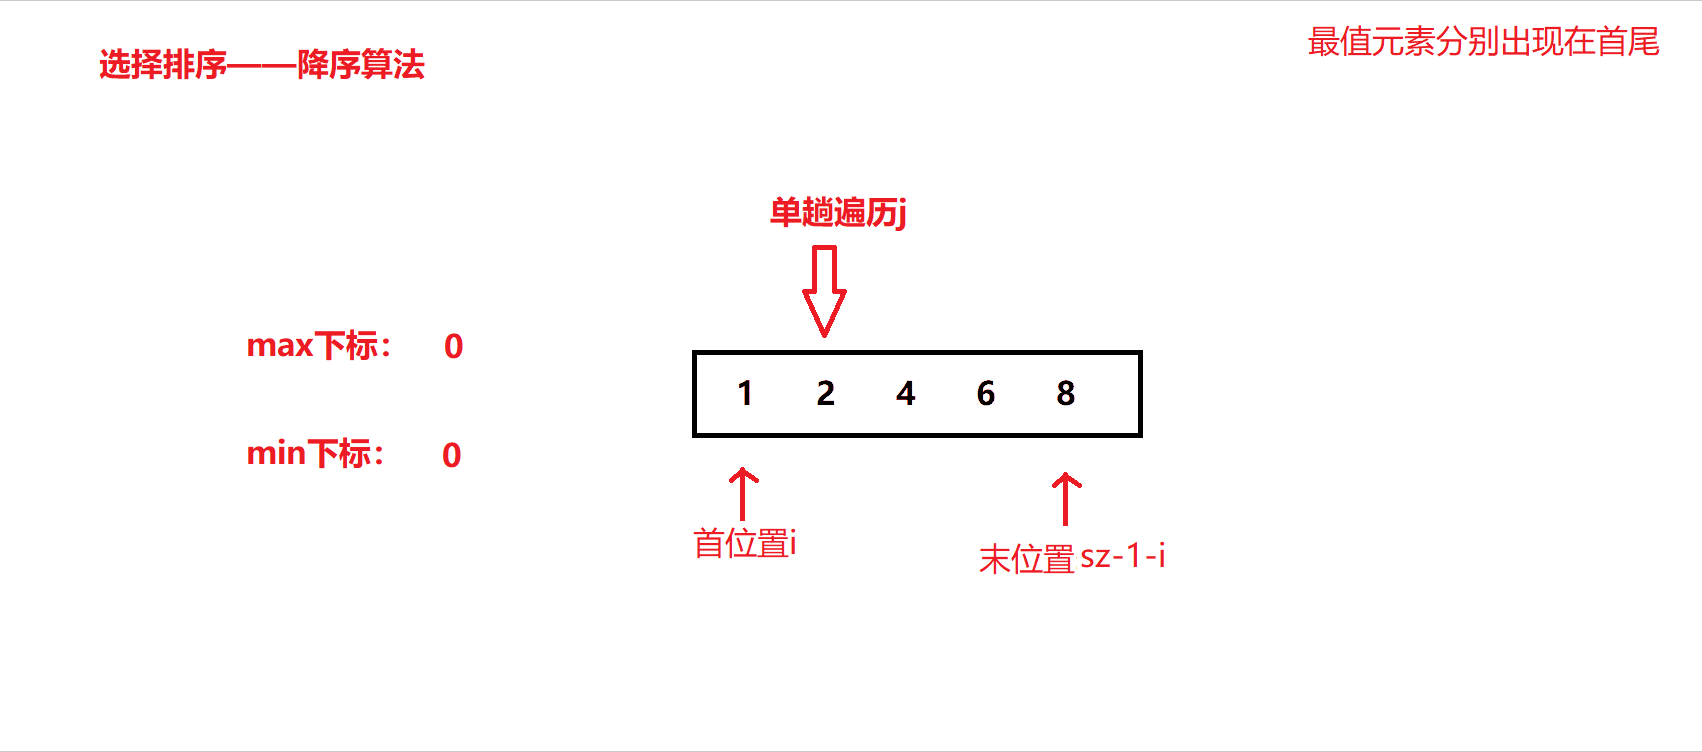 选择排序——降序算法
最值元素分别出现在首尾
单趟遍历j
max下标： 0
1 2 4 6 8
min下标： 0
首位置i
末位置 sz-1-i